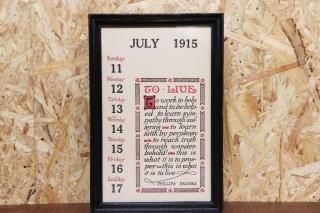 JULY 1915
Sunday
11
Monday
12
Tuesday
13
Wednesday
14
Thursday
15
Friday
16
Saturday
17
TO · LIVE
To work to help
and to be help-
ed to learn sym-
pathy through suf-
fering to learn
faith by perplexity
to reach truth
through wonder,
behold! this is
what it is to pros-
per this is what
it is to live
PHILLIPS BROOKS